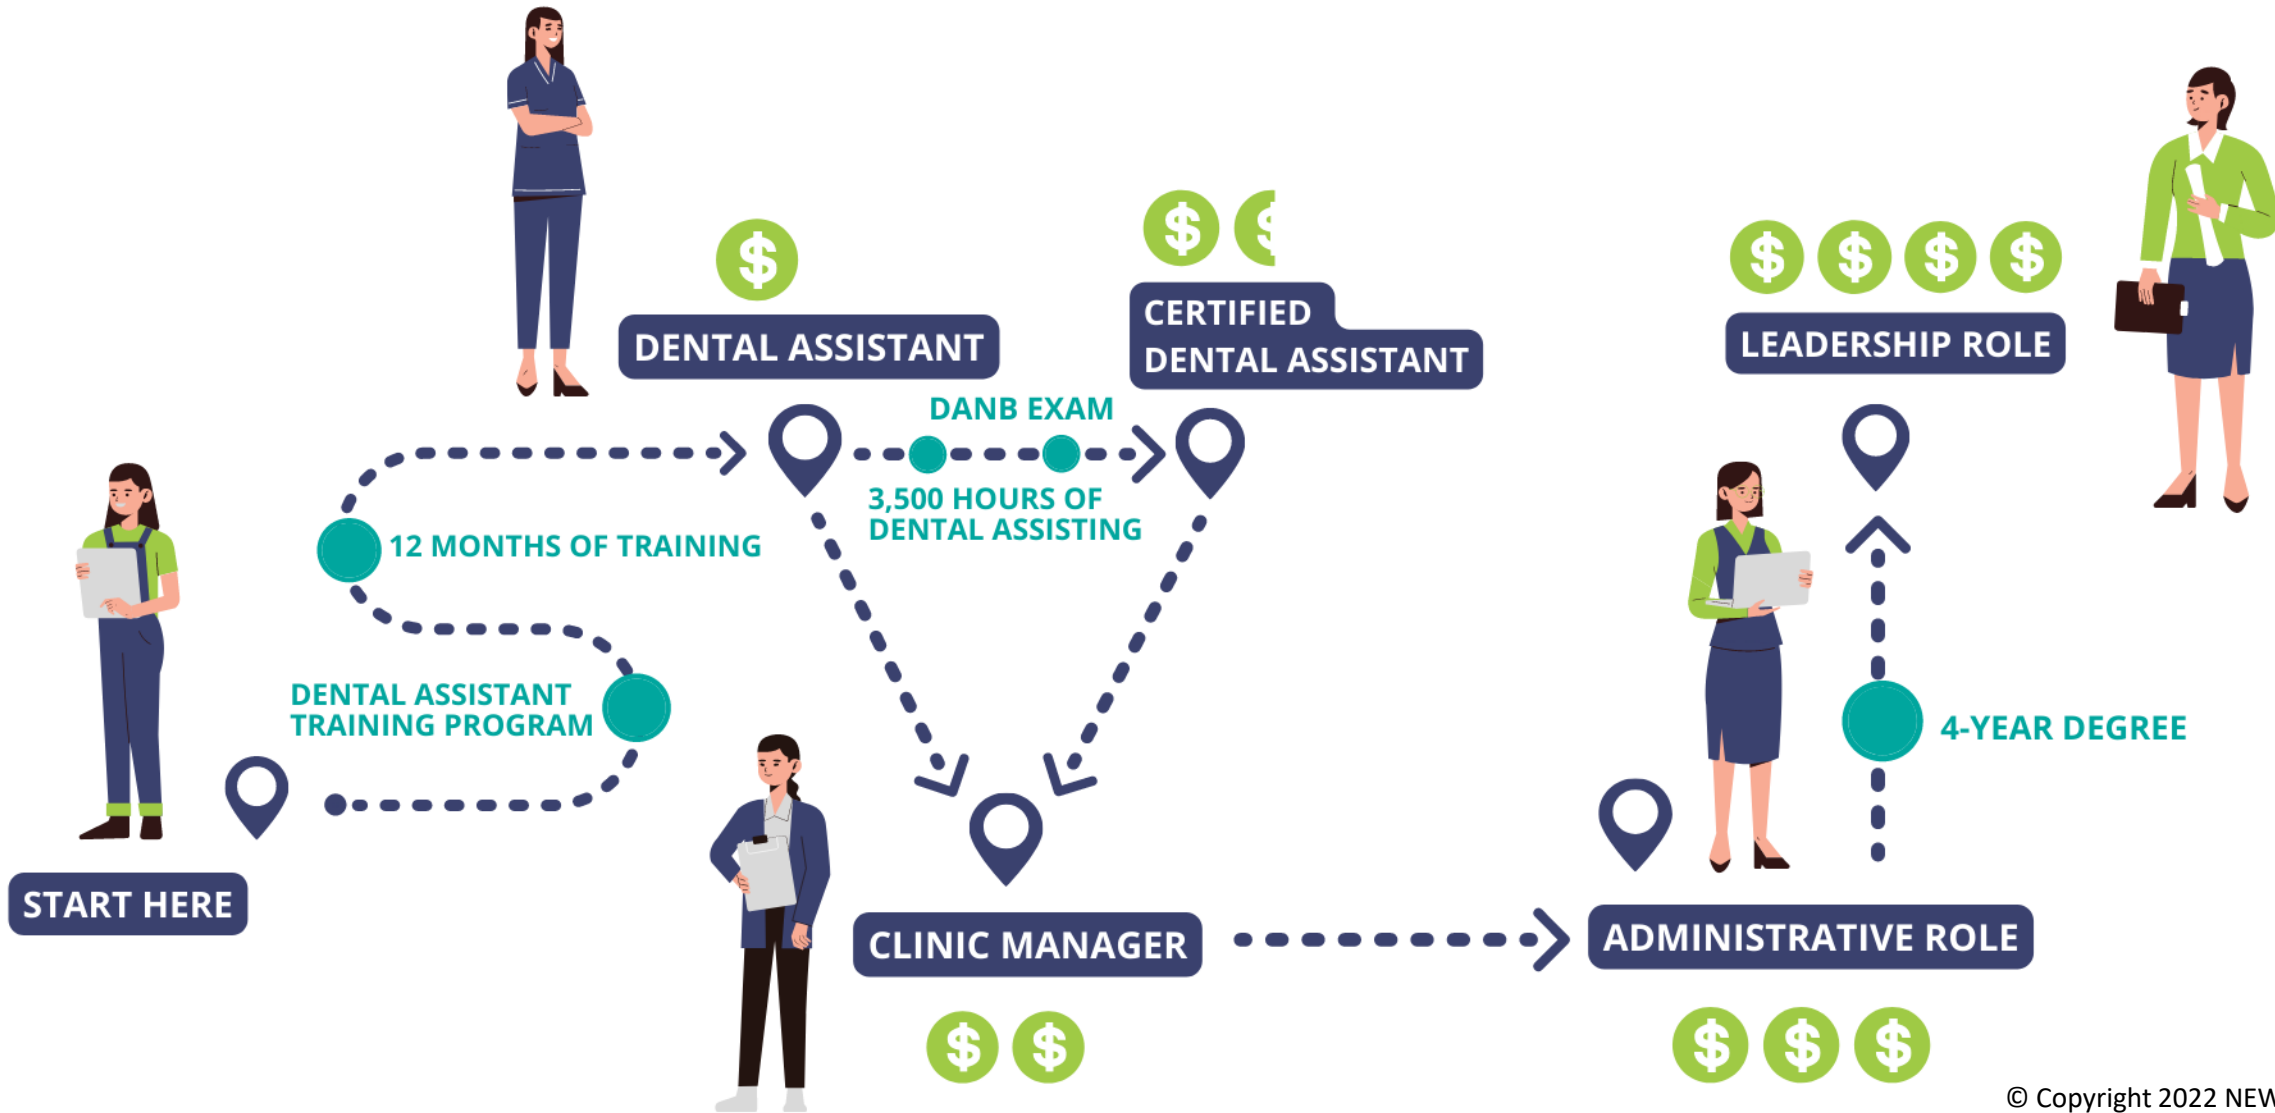 START HERE
DENTAL ASSISTANT
TRAINING PROGRAM
12 MONTHS OF TRAINING
$
DENTAL ASSISTANT
DANB EXAM
3,500 HOURS OF
DENTAL ASSISTING
$ $
CERTIFIED
DENTAL ASSISTANT
CLINIC MANAGER
$ $
ADMINISTRATIVE ROLE
$ $ $
4-YEAR DEGREE
$ $ $ $
LEADERSHIP ROLE
© Copyright 2022 NEW